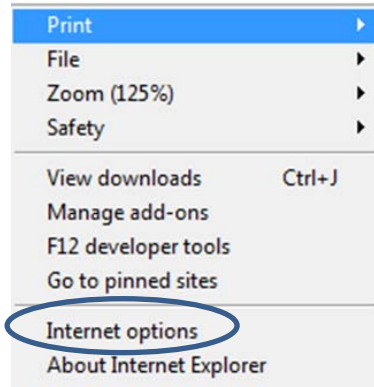 Print
File
Zoom (125%)
Safety
View downloads Ctrl+J
Manage add-ons
F12 developer tools
Go to pinned sites
Internet options
About Internet Explorer